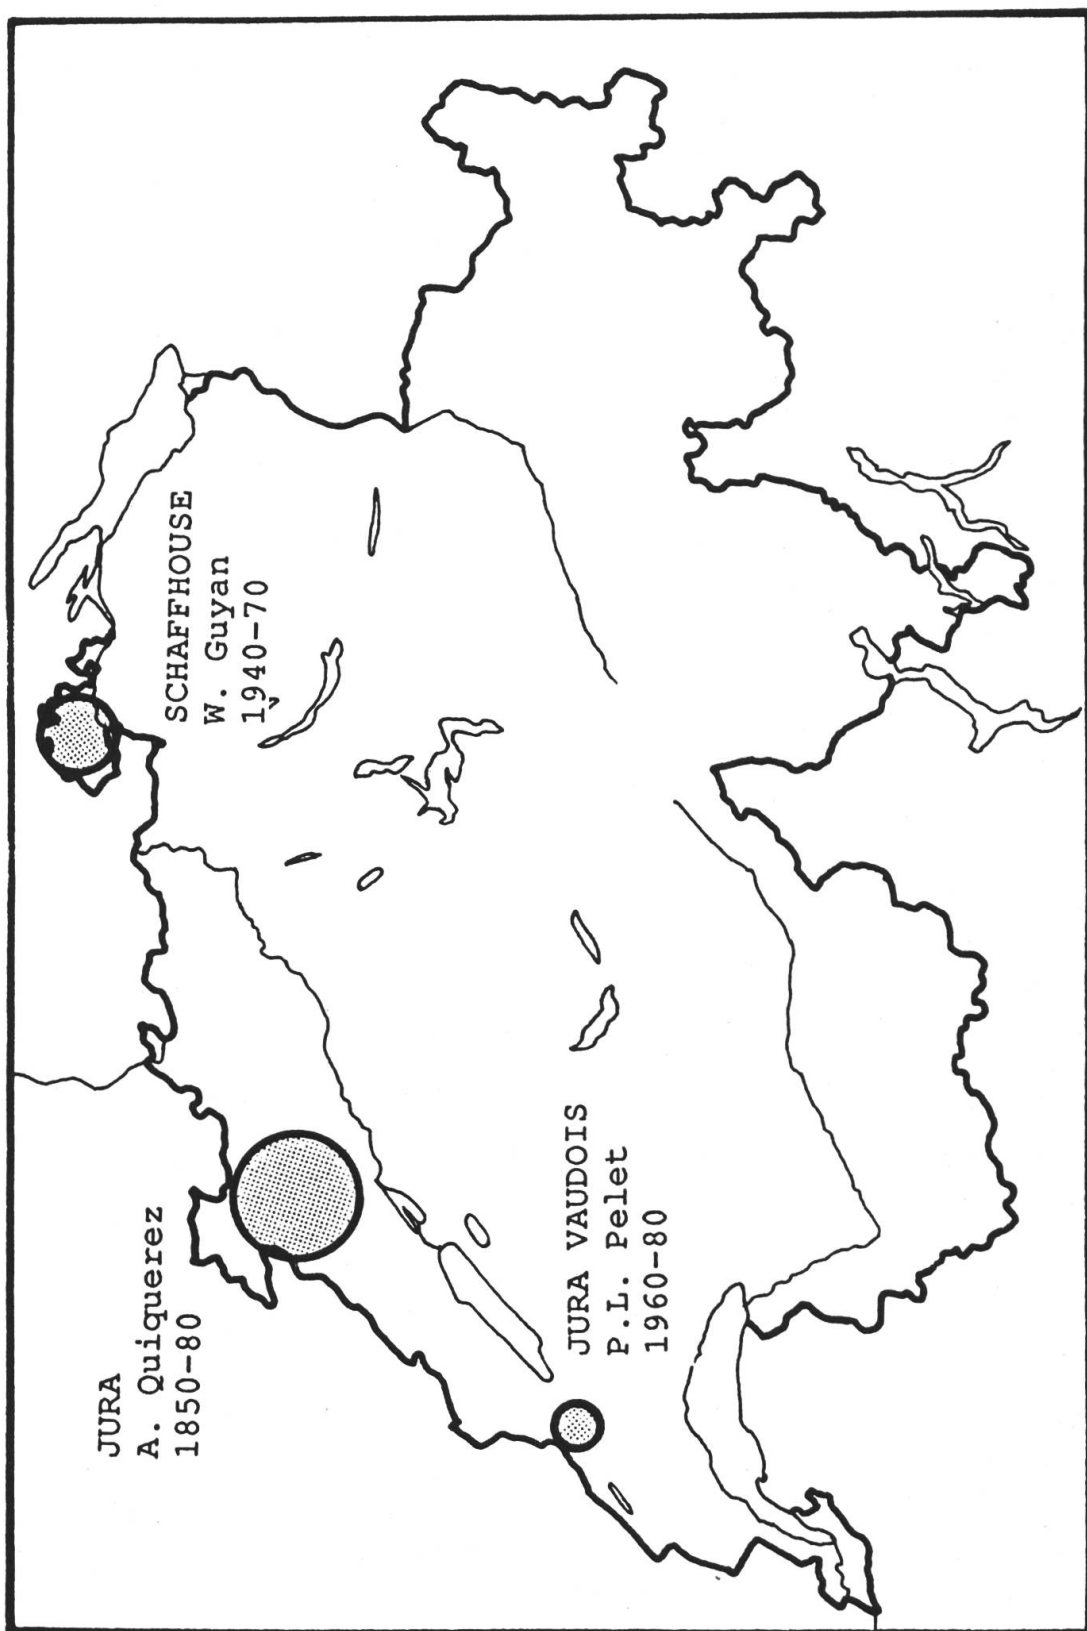 JURA
A. Quiquerez
1850-80
SCHAFFHOUSE
W. Guyan
1940-70
JURA VAUDOIS
P.L. Pelet
1960-80